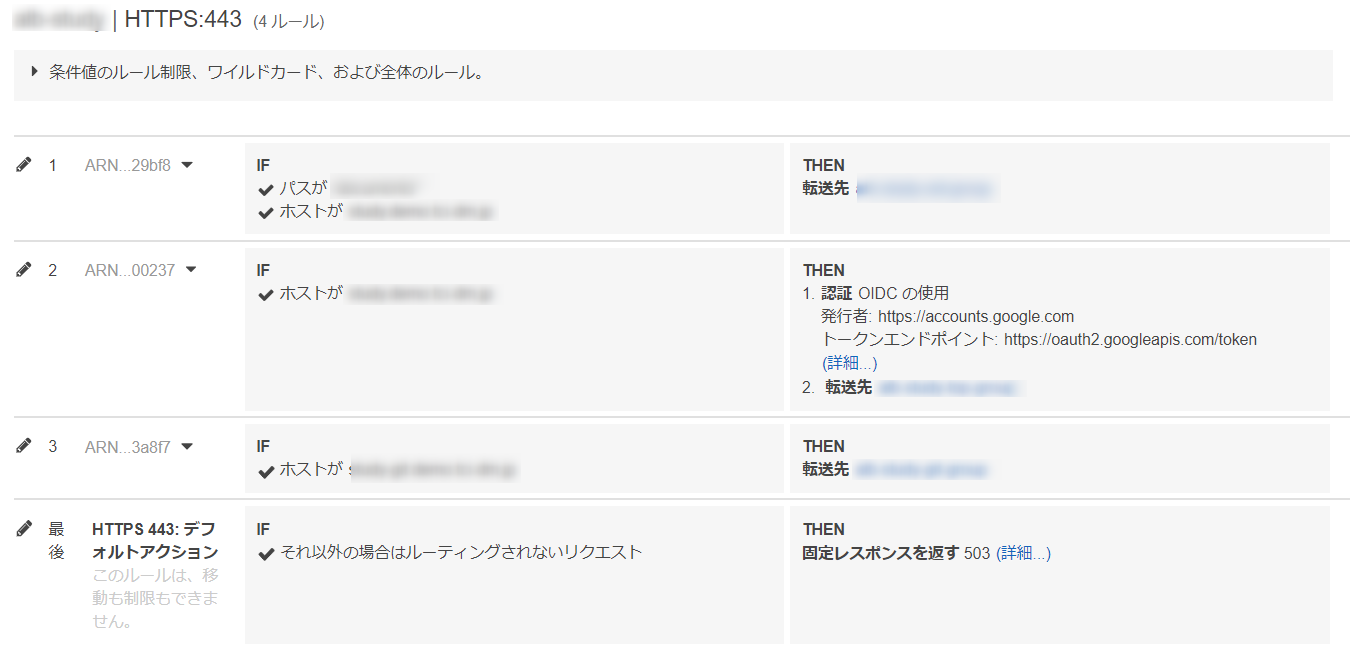 | HTTPS:443 (4 ルール)
条件値のルール制限、ワイルドカード、および全体のルール。
1 ARN...29bf8
IF
パスが
ホストが
THEN
転送先
2 ARN...00237
IF
ホストが
THEN
1. 認証 OIDC の使用
発行者: https://accounts.google.com
トークンエンドポイント: https://oauth2.googleapis.com/token
(詳細...)
2. 転送先
3 ARN...3a8f7
IF
ホストが
THEN
転送先
最
後
HTTPS 443: デフ
ォルトアクション
このルールは、移
動も制限もできま
せん。
IF
それ以外の場合はルーティングされないリクエスト
THEN
固定レスポンスを返す 503 (詳細...)